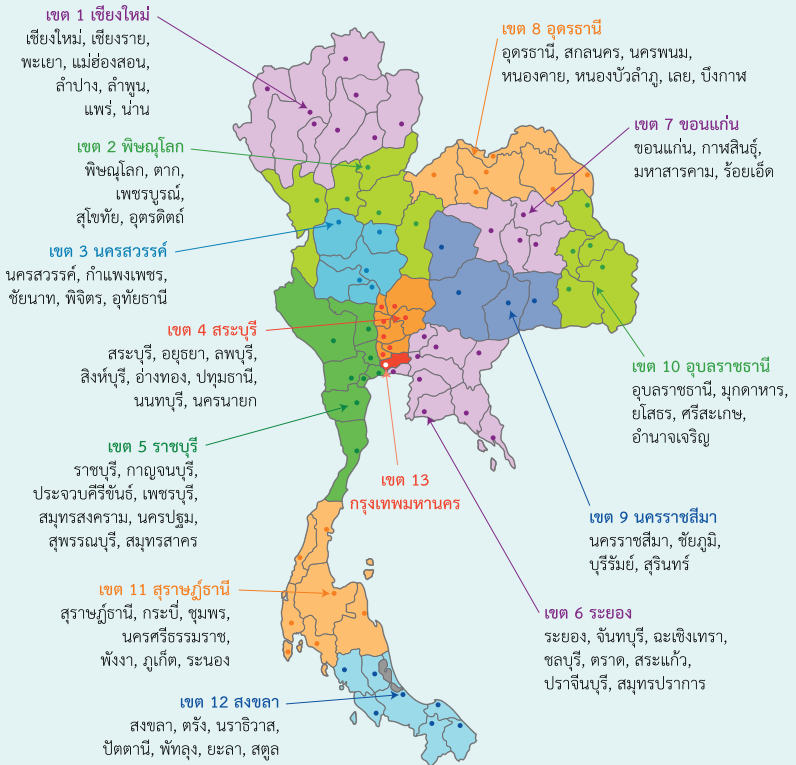 เขต 1 เชียงใหม่
เชียงใหม่, เชียงราย,
พะเยา, แม่ฮ่องสอน,
ลำปาง, ลำพูน,
แพร่, น่าน
เขต 2 พิษณุโลก
พิษณุโลก, ตาก,
เพชรบูรณ์,
สุโขทัย, อุตรดิตถ์
เขต 3 นครสวรรค์
นครสวรรค์, กำแพงเพชร,
ชัยนาท, พิจิตร, อุทัยธานี
เขต 4 สระบุรี
สระบุรี, อยุธยา, ลพบุรี,
สิงห์บุรี, อ่างทอง, ปทุมธานี,
นนทบุรี, นครนายก
เขต 5 ราชบุรี
ราชบุรี, กาญจนบุรี,
ประจวบคีรีขันธ์, เพชรบุรี,
สมุทรสงคราม, นครปฐม,
สุพรรณบุรี, สมุทรสาคร
เขต 11 สุราษฎ์ธานี
สุราษฎ์ธานี, กระบี่, ชุมพร,
นครศรีธรรมราช,
พังงา, ภูเก็ต, ระนอง
เขต 12 สงขลา
สงขลา, ตรัง, นราธิวาส,
ปัตตานี, พัทลุง, ยะลา, สตูล
เขต 8 อุดรธานี
อุดรธานี, สกลนคร, นครพนม,
หนองคาย, หนองบัวลำภู, เลย, บึงกาฬ
เขต 7 ขอนแก่น
ขอนแก่น, กาฬสินธุ์,
มหาสารคาม, ร้อยเอ็ด
เขต 10 อุบลราชธานี
อุบลราชธานี, มุกดาหาร,
ยโสธร, ศรีสะเกษ,
อำนาจเจริญ
เขต 13
กรุงเทพมหานคร
เขต 9 นครราชสีมา
นครราชสีมา, ชัยภูมิ,
บุรีรัมย์, สุรินทร์
เขต 6 ระยอง
ระยอง, จันทบุรี, ฉะเชิงเทรา,
ชลบุรี, ตราด, สระแก้ว,
ปราจีนบุรี, สมุทรปราการ